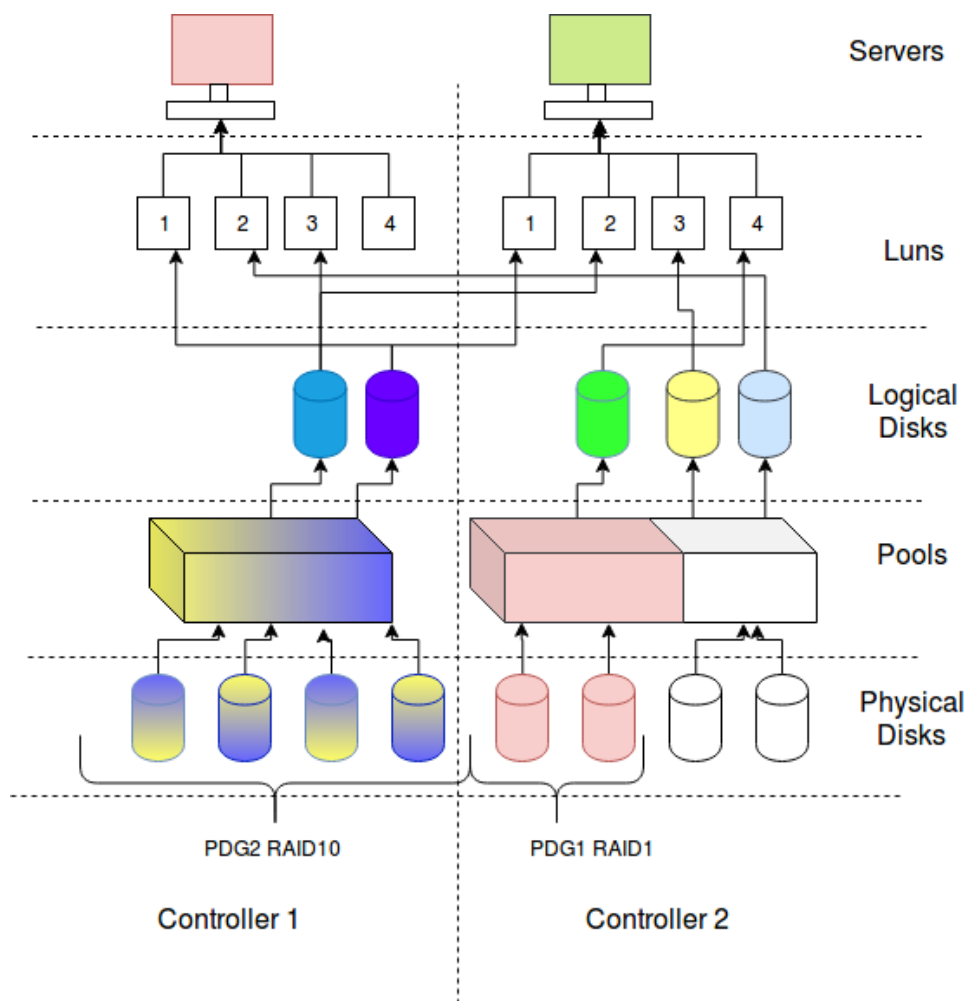 Servers
1
2
3
4
1
2
3
4
Luns
Logical
Disks
Pools
Physical
Disks
PDG2 RAID10
PDG1 RAID1
Controller 1
Controller 2